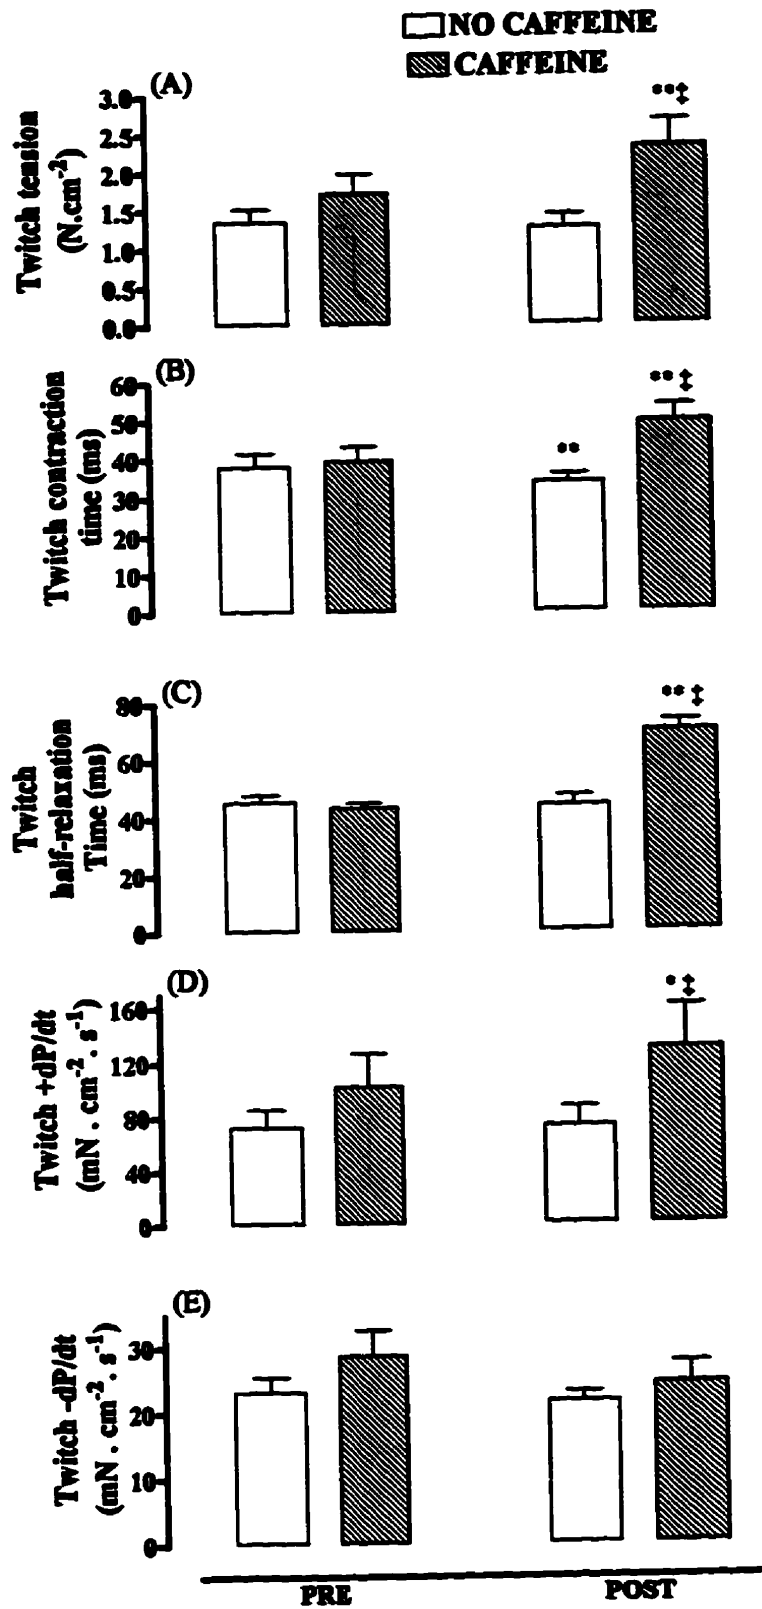 NO CAFFEINE
CAFFEINE
(A)
**‡
Twitch tension
(N.cm-2)
3.0
2.5
2.0
1.5
1.0
0.5
0.0
(B)
**‡
**
Twitch contraction
time (ms)
60
50
40
30
20
10
0
(C)
**‡
Twitch
half-relaxation
Time (ms)
80
60
40
20
0
(D)
*‡
Twitch +dP/dt
(mN . cm-2 . s-1)
160
120
80
40
0
(E)
Twitch -dP/dt
(mN . cm-2 . s-1)
30
20
10
0
PRE
POST